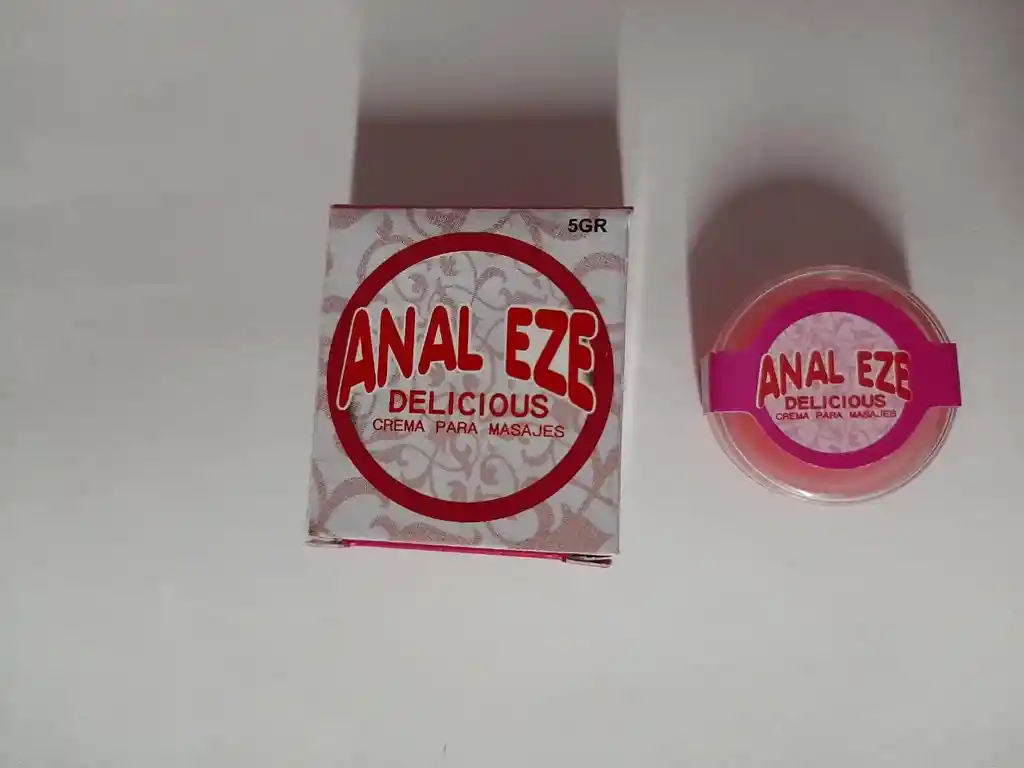 5GR
ANAL EZE
DELICIOUS
CREMA PARA MASAJES
ANAL EZE
DELICIOUS
CREMA PARA MASAJES